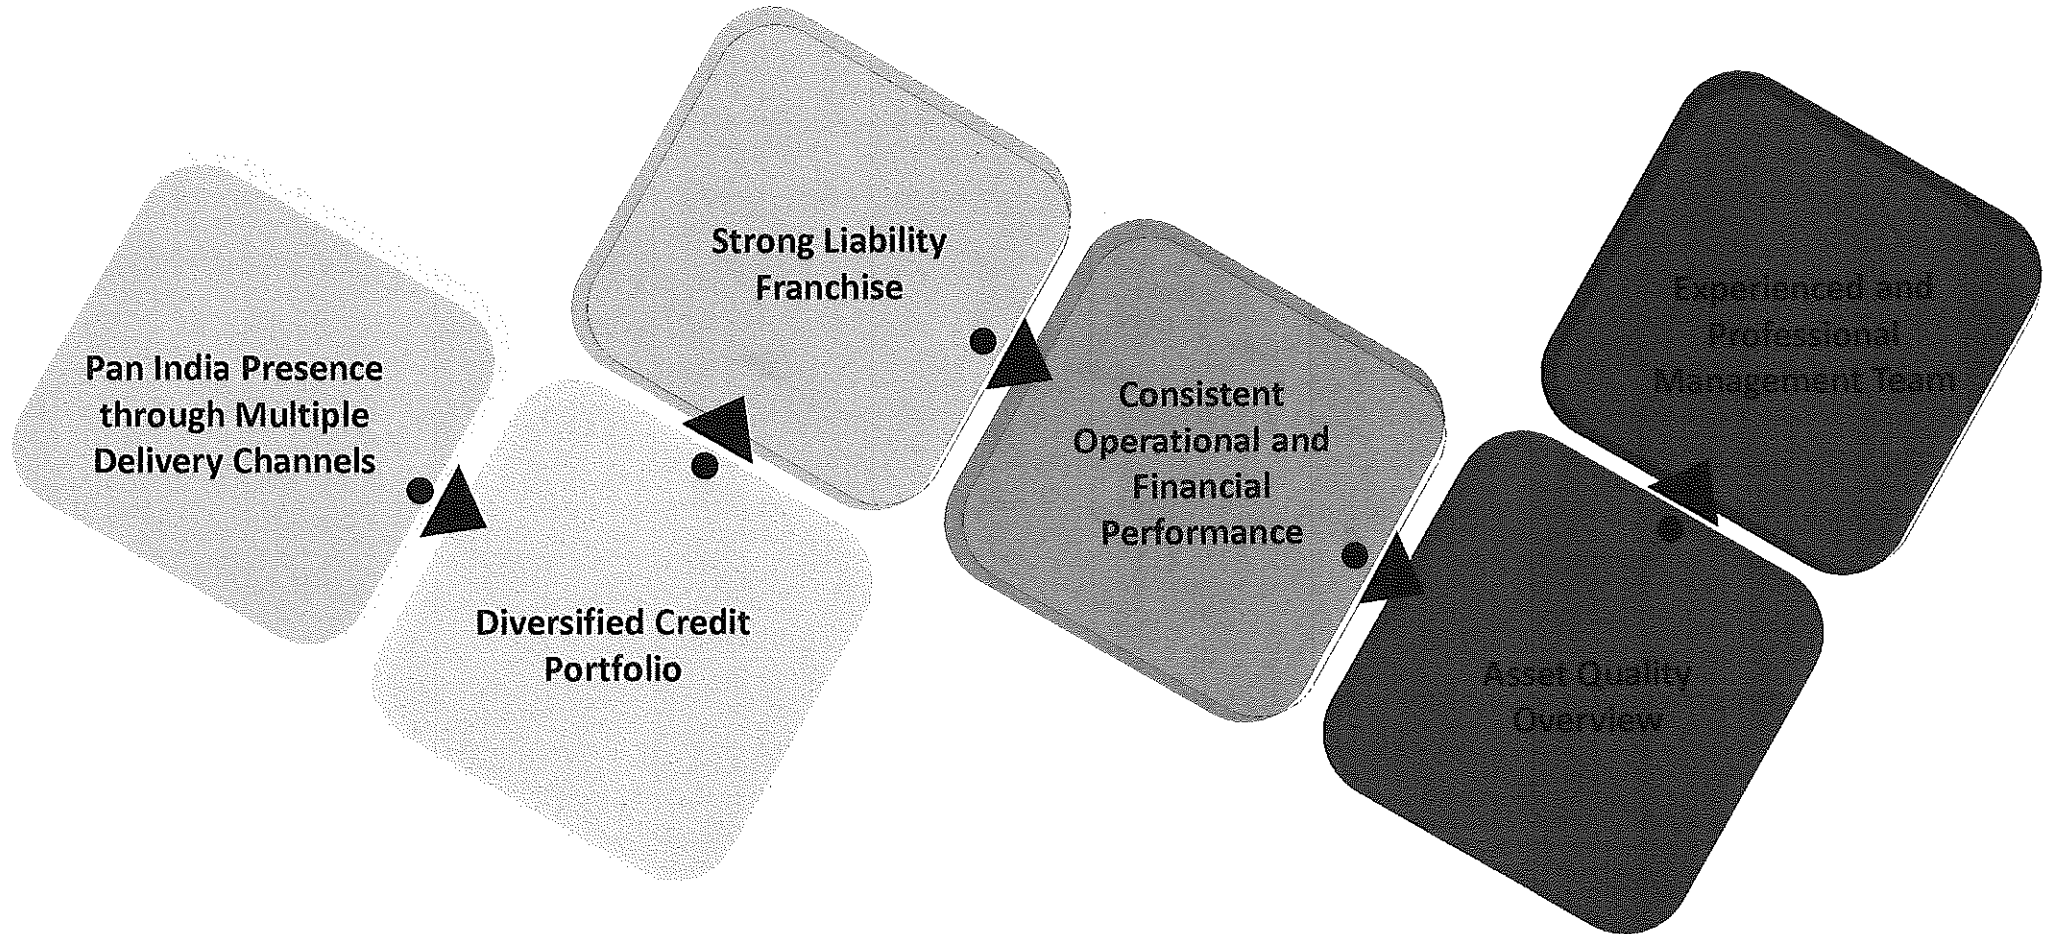 Pan India Presence
through Multiple
Delivery Channels
Diversified Credit
Portfolio
Strong Liability
Franchise
Consistent
Operational and
Financial
Performance
Asset Quality
Overview
Experienced and
Professional
Management Team